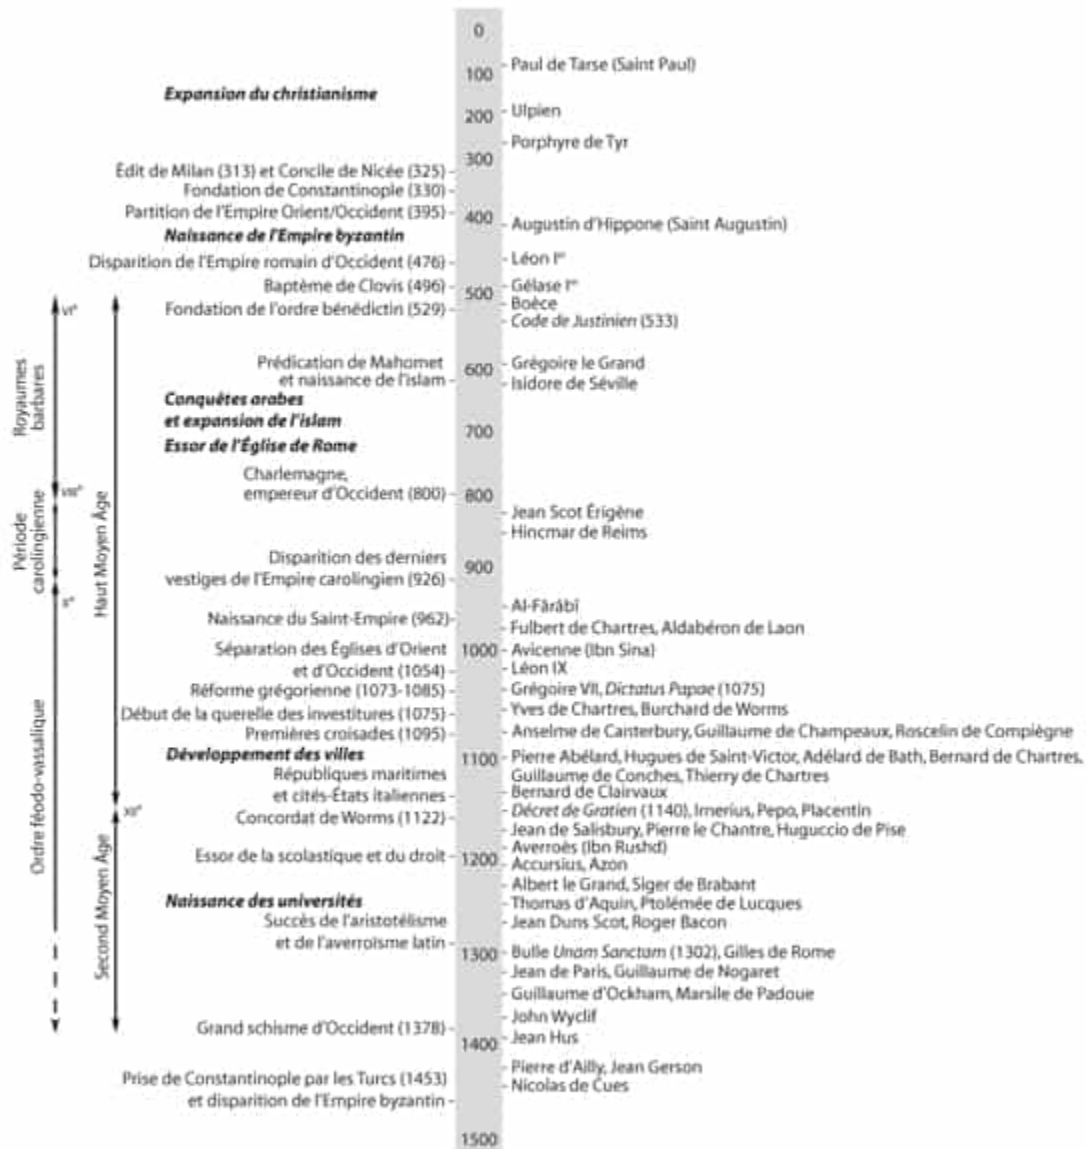 0
100
200
300
400
500
600
700
800
900
1000
1100
1200
1300
1400
1500
Expansion du christianisme
Édit de Milan (313) et Concile de Nicée (325)
Fondation de Constantinople (330)
Partition de l'Empire Orient/Occident (395)
Naissance de l'Empire byzantin
Disparition de l'Empire romain d'Occident (476)
Baptème de Clovis (496)
Fondation de l'ordre bénédictin (529)
Prédication de Mahomet
et naissance de l'islam
Conquêtes arabes
et expansion de l'islam
Essor de l'Église de Rome
Charlemagne,
empereur d'Occident (800)
Disparition des derniers
vestiges de l'Empire carolingien (926)
Naissance du Saint-Empire (962)
Séparation des Églises d'Orient
et d'Occident (1054)
Réforme grégorienne (1073-1085)
Début de la querelle des investitures (1075)
Premières croisades (1095)
Développement des villes
Républiques maritimes
et cités-États italiennes
Concordat de Worms (1122)
Essor de la scolastique et du droit
Naissance des universités
Succès de l'aristotélisme
et de l'averroïsme latin
Grand schisme d'Occident (1378)
Prise de Constantinople par les Turcs (1453)
et disparition de l'Empire byzantin
Paul de Tarse (Saint Paul)
Ulpien
Porphyre de Tyr
Augustin d'Hippone (Saint Augustin)
Léon Iᵉʳ
Gélase Iᵉʳ
Boèce
Code de Justinien (533)
Grégoire le Grand
Isidore de Séville
Jean Scot Érigène
Hincmar de Reims
Al-Fârâbî
Fulbert de Chartres, Aldabéron de Laon
Avicenne (Ibn Sina)
Léon IX
Grégoire VII, Dictatus Papae (1075)
Yves de Chartres, Burchard de Worms
Anselme de Canterbury, Guillaume de Champeaux, Roscelin de Compiègne
Pierre Abélard, Hugues de Saint-Victor, Adélard de Bath, Bernard de Chartres,
Guillaume de Conches, Thierry de Chartres
Bernard de Clairvaux
Décret de Gratien (1140), Irnerius, Pepo, Placentin
Jean de Salisbury, Pierre le Chantre, Huguccio de Pise
Averroès (Ibn Rushd)
Accursius, Azon
Albert le Grand, Siger de Brabant
Thomas d'Aquin, Ptolémée de Lucques
Jean Duns Scot, Roger Bacon
Bulle Unam Sanctam (1302), Gilles de Rome
Jean de Paris, Guillaume de Nogaret
Guillaume d'Ockham, Marsile de Padoue
John Wyclif
Jean Hus
Pierre d'Ailly, Jean Gerson
Nicolas de Cues
Royaumes
barbares
Période
carolingienne
Ordre féodo-vassalique
Haut Moyen Âge
Second Moyen Âge
VIᵉ
VIIIᵉ
Xᵉ
XIIᵉ